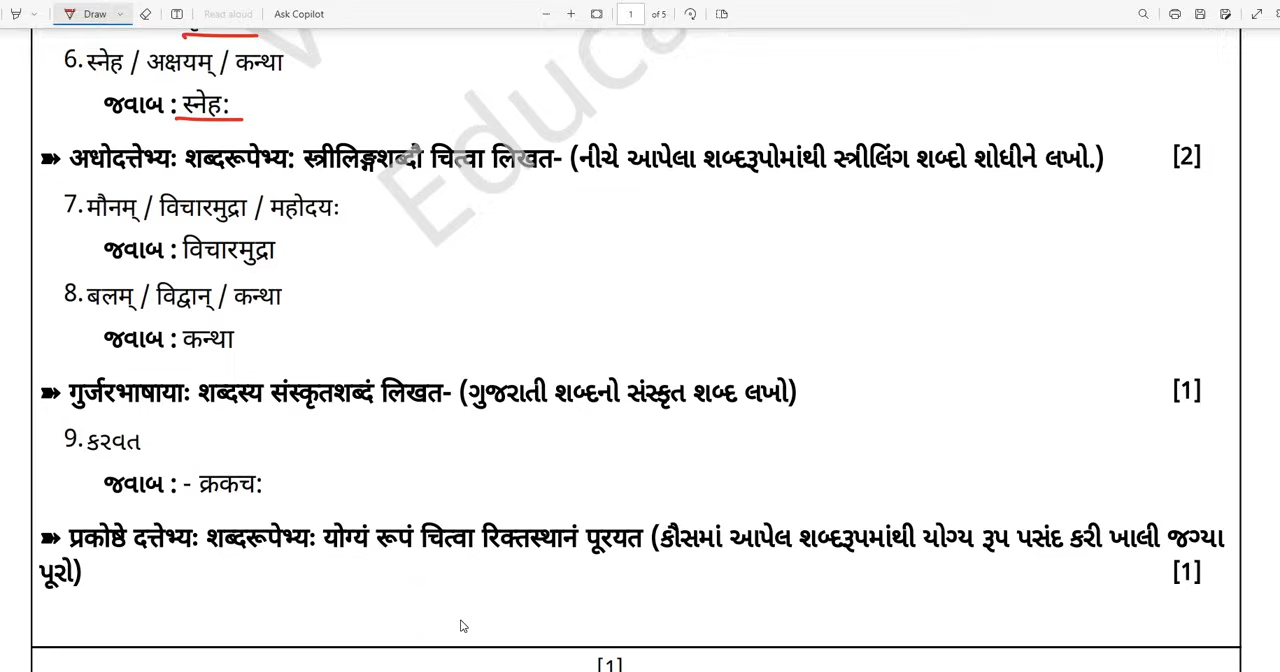 Draw Read aloud Ask Copilot 1 of 5
6. स्नेह / अक्षयम् / कन्था
જવાબ : स्नेह:
➽ अधोदत्तेभ्यः शब्दरूपेभ्य: स्त्रीलिङ्गशब्दौ चित्वा लिखत- (નીચે આપેલા શબ્દરૂપોમાંથી સ્ત્રીલિંગ શબ્દો શોધીને લખો.) [2]
7. मौनम् / विचारमुद्रा / महोदयः
જવાબ : विचारमुद्रा
8. बलम् / विद्वान् / कन्था
જવાબ : कन्था
➽ गुर्जरभाषायाः शब्दस्य संस्कृतशब्दं लिखत- (ગુજરાતી શબ્દનો સંસ્કૃત શબ્દ લખો) [1]
9. કરવત
જવાબ : - क्रकच:
➽ प्रकोष्ठे दत्तेभ्यः शब्दरूपेभ्यः योग्यं रूपं चित्वा रिक्तस्थानं पूरयत (કૌસમાં આપેલ શબ્દરૂપમાંથી યોગ્ય રૂપ પસંદ કરી ખાલી જગ્યા
પૂરો) [1]
[1]
Educa